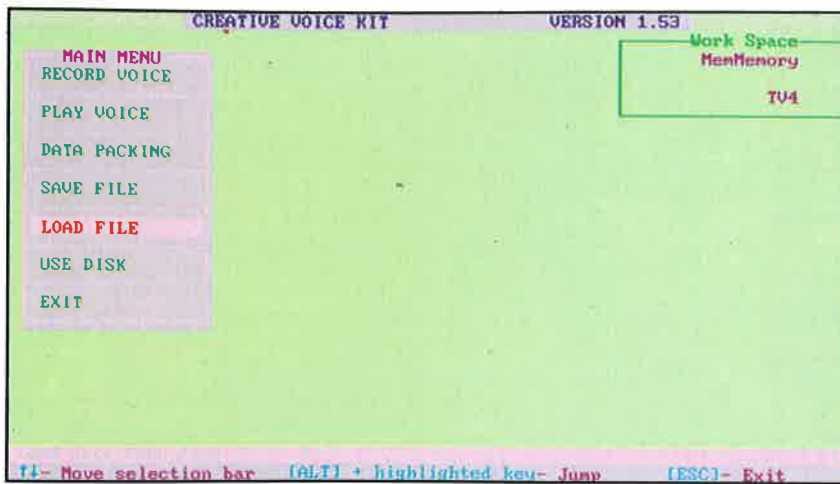 CREATIVE VOICE KIT VERSION 1.53
Work Space
MemMemory
TV4
MAIN MENU
RECORD VOICE
PLAY VOICE
DATA PACKING
SAVE FILE
LOAD FILE
USE DISK
EXIT
↑↓- Move selection bar [ALT] + highlighted key- Jump [ESC]- Exit